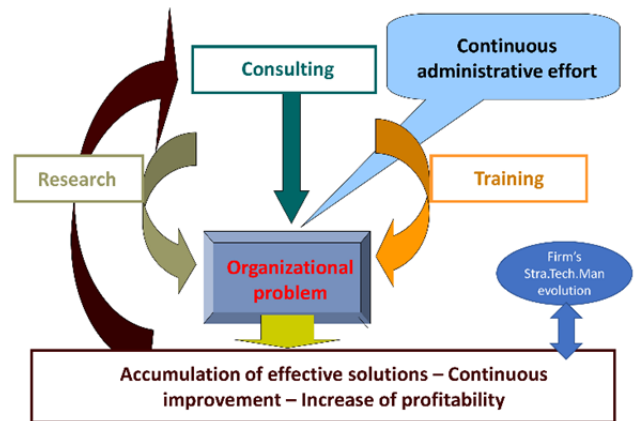 Continuous
administrative effort
Consulting
Research
Training
Organizational
problem
Firm's
Stra.Tech.Man
evolution
Accumulation of effective solutions – Continuous
improvement – Increase of profitability